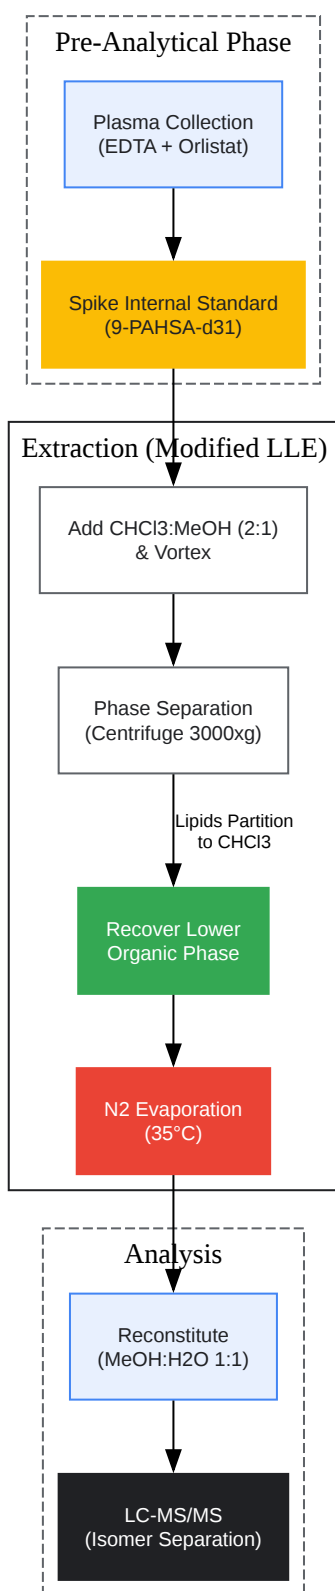 Pre-Analytical Phase
Plasma Collection
(EDTA + Orlistat)
Spike Internal Standard
(9-PAHSA-d31)
Extraction (Modified LLE)
Add CHCl3:MeOH (2:1)
& Vortex
Phase Separation
(Centrifuge 3000xg)
Lipids Partition
to CHCl3
Recover Lower
Organic Phase
N2 Evaporation
(35°C)
Analysis
Reconstitute
(MeOH:H2O 1:1)
LC-MS/MS
(Isomer Separation)